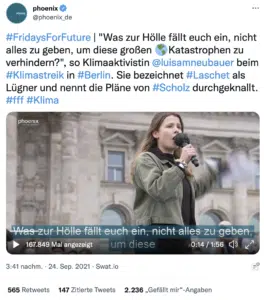 phoenix
@phoenix_de
#FridaysForFuture | "Was zur Hölle fällt euch ein, nicht
alles zu geben, um diese großen 🌎Katastrophen zu
verhindern?", so Klimaaktivistin @luisamneubauer beim
#Klimastreik in #Berlin. Sie bezeichnet #Laschet als
Lügner und nennt die Pläne von #Scholz durchgeknallt.
#fff #Klima
phoenix
Was zur Hölle fällt euch ein, nicht alles zu geben,
um diese
167.849 Mal angezeigt
0:14 / 1:56
3:41 nachm. · 24. Sep. 2021 · Swat.io
565 Retweets 147 Zitierte Tweets 2.236 „Gefällt mir“-Angaben